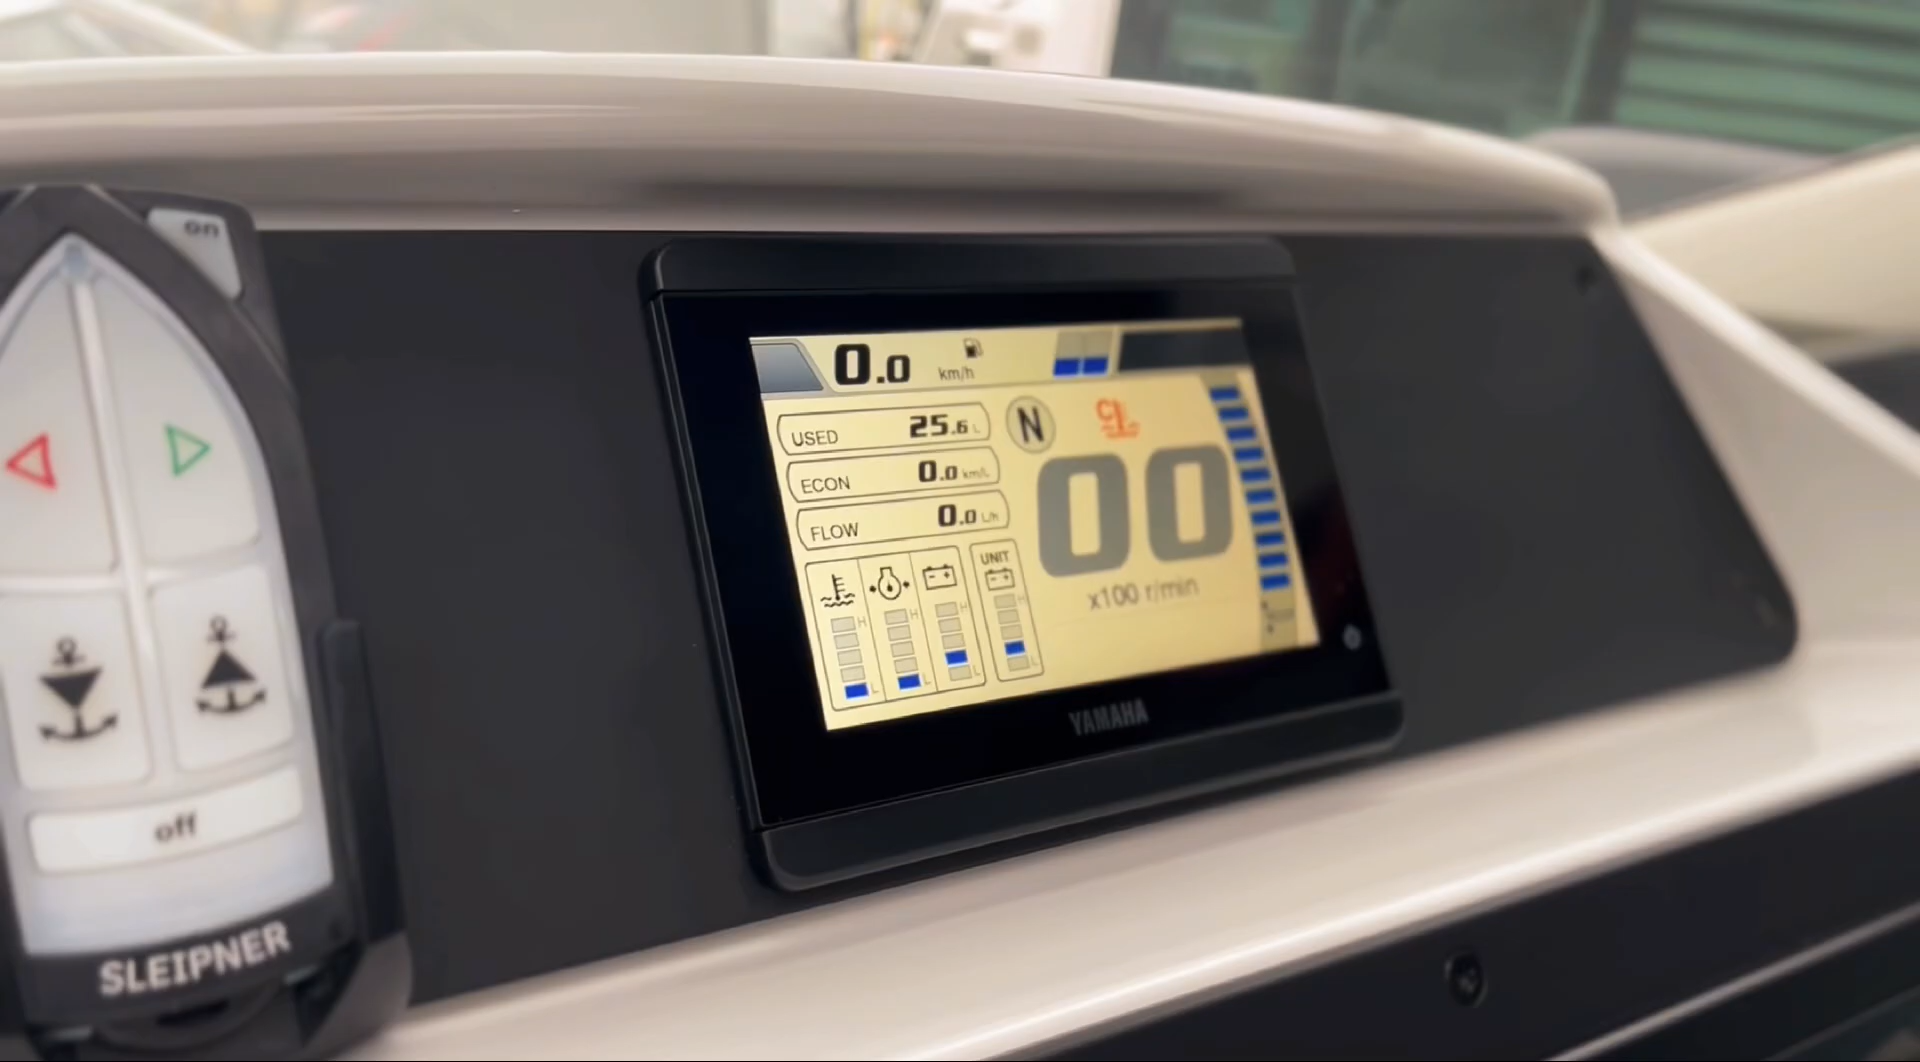 on
off
SLEIPNER
0.0
km/h
USED 25.6 L
ECON 0.0 km/L
FLOW 0.0 L/h
N
00
x100 r/min
UNIT
H H H H
L L L L
YAMAHA